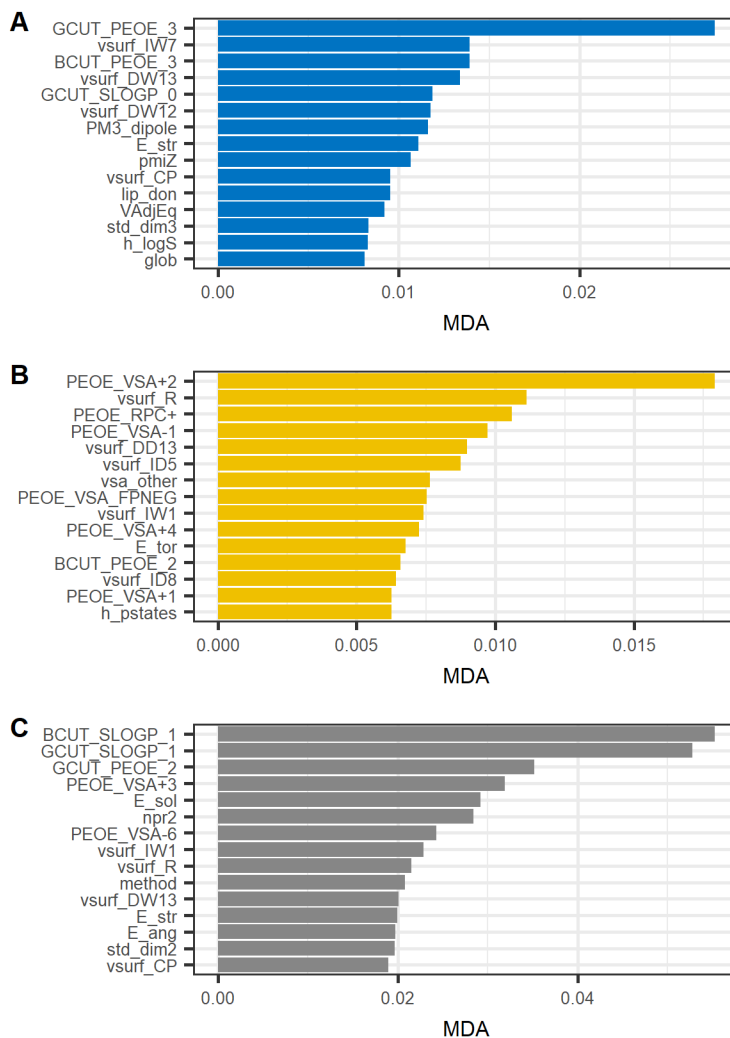 A
GCUT_PEOE_3
vsurf_IW7
BCUT_PEOE_3
vsurf_DW13
GCUT_SLOGP_0
vsurf_DW12
PM3_dipole
E_str
pmiZ
vsurf_CP
lip_don
VAdjEq
std_dim3
h_logS
glob
0.00 0.01 0.02
MDA
B
PEOE_VSA+2
vsurf_R
PEOE_RPC+
PEOE_VSA-1
vsurf_DD13
vsurf_ID5
vsa_other
PEOE_VSA_FPNEG
vsurf_IW1
PEOE_VSA+4
E_tor
BCUT_PEOE_2
vsurf_ID8
PEOE_VSA+1
h_pstates
0.000 0.005 0.010 0.015
MDA
C
BCUT_SLOGP_1
GCUT_SLOGP_1
GCUT_PEOE_2
PEOE_VSA+3
E_sol
npr2
PEOE_VSA-6
vsurf_IW1
vsurf_R
method
vsurf_DW13
E_str
E_ang
std_dim2
vsurf_CP
0.00 0.02 0.04
MDA